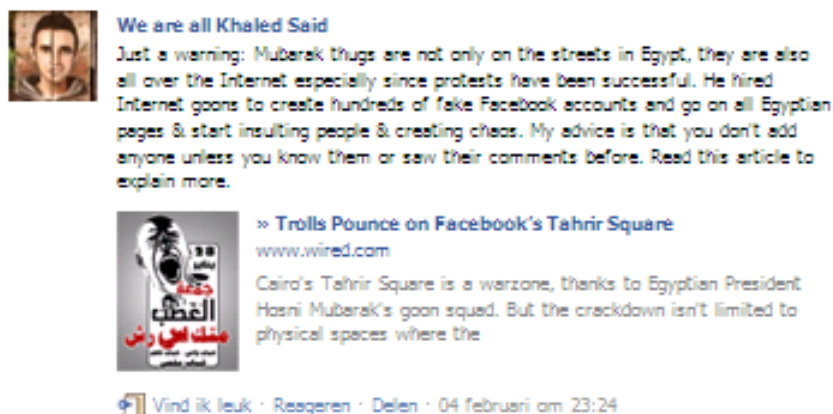 We are all Khaled Said
Just a warning: Mubarak thugs are not only on the streets in Egypt, they are also
all over the Internet especially since protests have been successful. He hired
Internet goons to create hundreds of fake Facebook accounts and go on all Egyptian
pages & start insulting people & creating chaos. My advice is that you don't add
anyone unless you know them or saw their comments before. Read this article to
explain more.
» Trolls Pounce on Facebook's Tahrir Square
www.wired.com
Cairo's Tahrir Square is a warzone, thanks to Egyptian President
Hosni Mubarak's goon squad. But the crackdown isn't limited to
physical spaces where the
يناير
جمعة
الغضب
Vind ik leuk · Reageren · Delen · 04 februari om 23:24